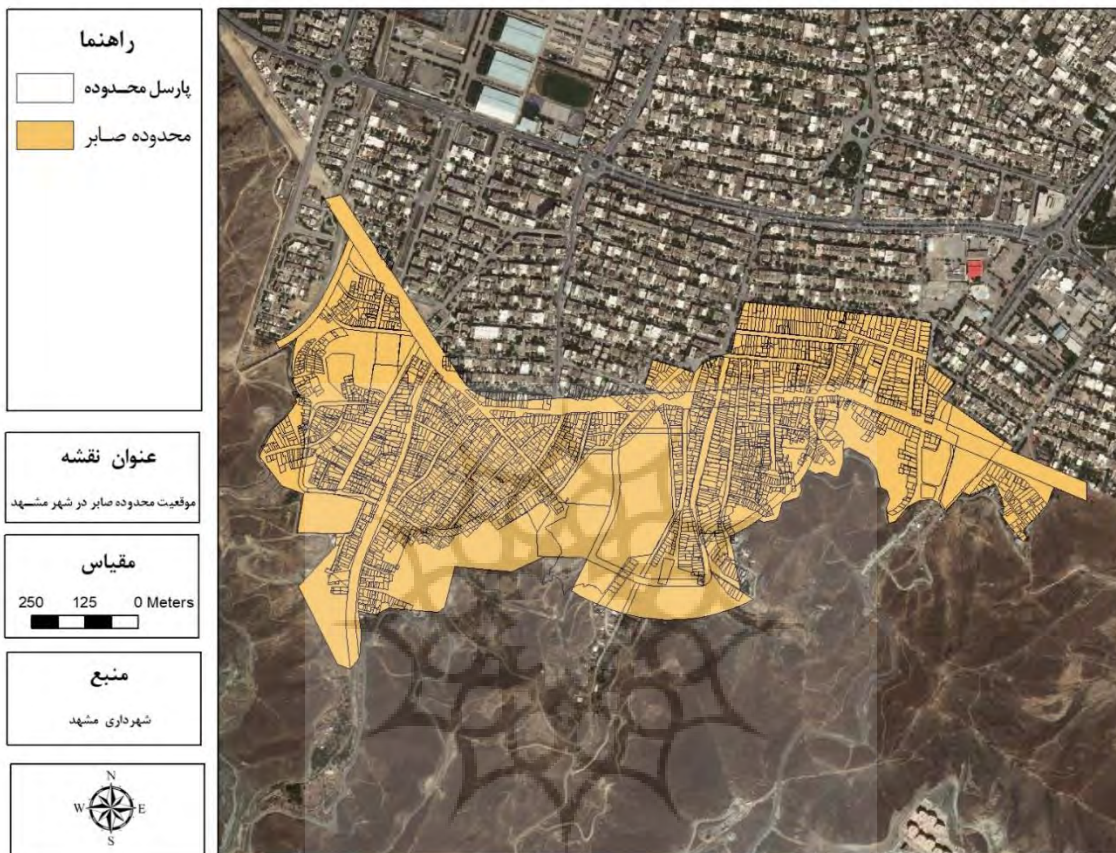 راهنما
پارسل محدوده
محدوده صابر
عنوان نقشه
موقعیت محدوده صابر در شهر مشهد
مقیاس
250 125 0 Meters
منبع
شهرداری مشهد
N
W E
S